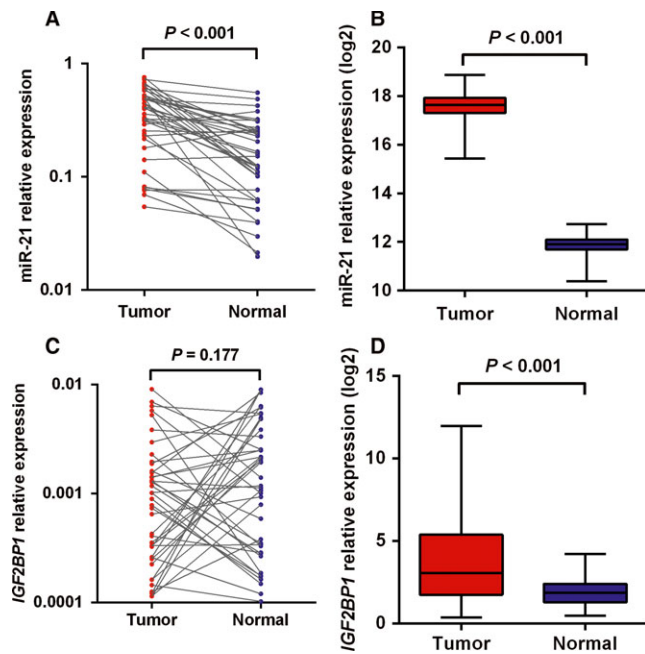 A
P < 0.001
miR-21 relative expression
1
0.1
0.01
Tumor Normal
B
P < 0.001
miR-21 relative expression (log2)
20
18
16
14
12
10
Tumor Normal
C
P = 0.177
IGF2BP1 relative expression
0.01
0.001
0.0001
Tumor Normal
D
P < 0.001
IGF2BP1 relative expression (log2)
15
10
5
0
Tumor Normal